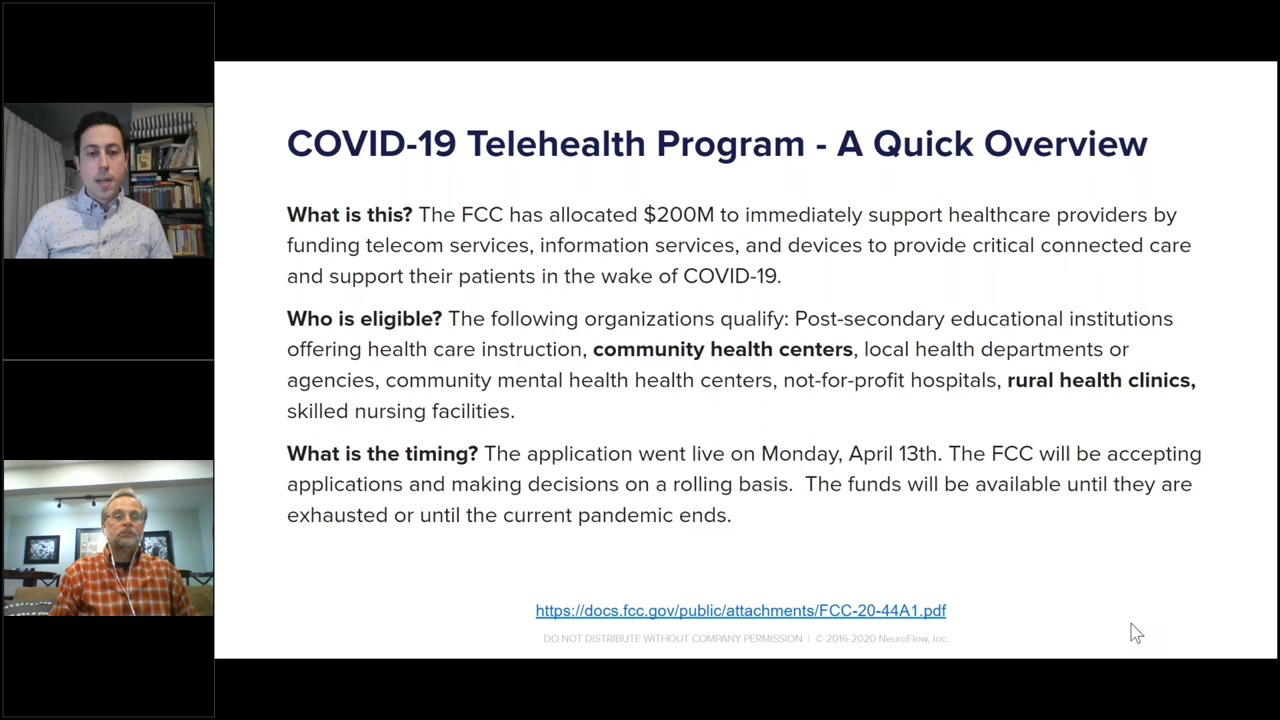 COVID-19 Telehealth Program - A Quick Overview
What is this? The FCC has allocated $200M to immediately support healthcare providers by
funding telecom services, information services, and devices to provide critical connected care
and support their patients in the wake of COVID-19.
Who is eligible? The following organizations qualify: Post-secondary educational institutions
offering health care instruction, community health centers, local health departments or
agencies, community mental health health centers, not-for-profit hospitals, rural health clinics,
skilled nursing facilities.
What is the timing? The application went live on Monday, April 13th. The FCC will be accepting
applications and making decisions on a rolling basis.  The funds will be available until they are
exhausted or until the current pandemic ends.
https://docs.fcc.gov/public/attachments/FCC-20-44A1.pdf
DO NOT DISTRIBUTE WITHOUT COMPANY PERMISSION | © 2016-2020 NeuroFlow, Inc.